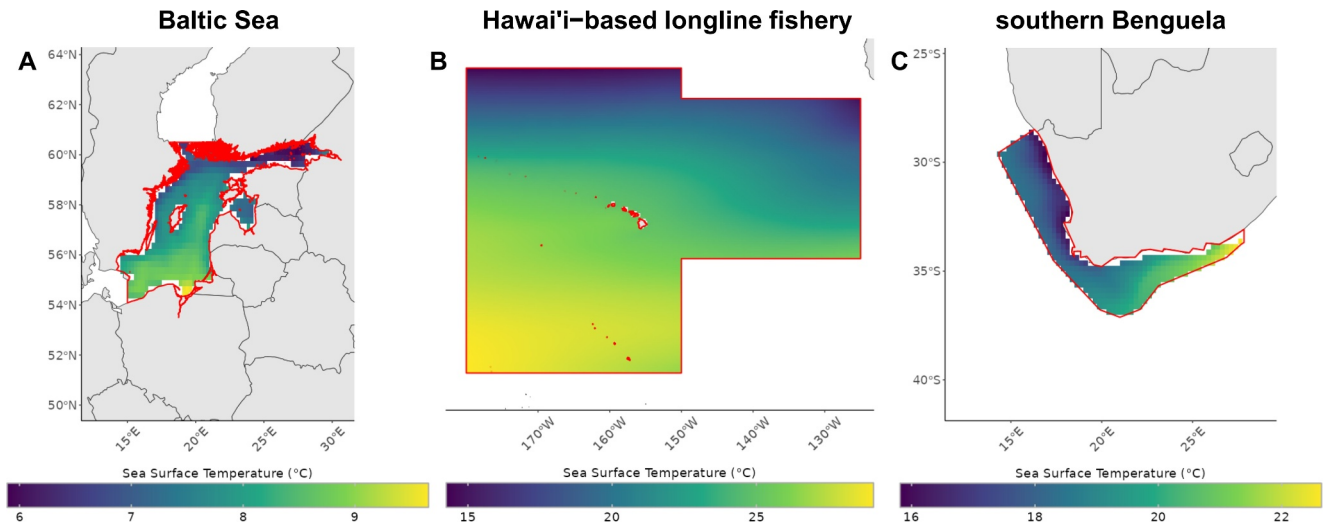 Baltic Sea
Hawai'i−based longline fishery
southern Benguela
A
B
C
64°N
62°N
60°N
58°N
56°N
54°N
52°N
50°N
15°E
20°E
25°E
30°E
170°W
160°W
150°W
140°W
130°W
25°S
30°S
35°S
40°S
15°E
20°E
25°E
Sea Surface Temperature (°C)
6 7 8 9
Sea Surface Temperature (°C)
15 20 25
Sea Surface Temperature (°C)
16 18 20 22